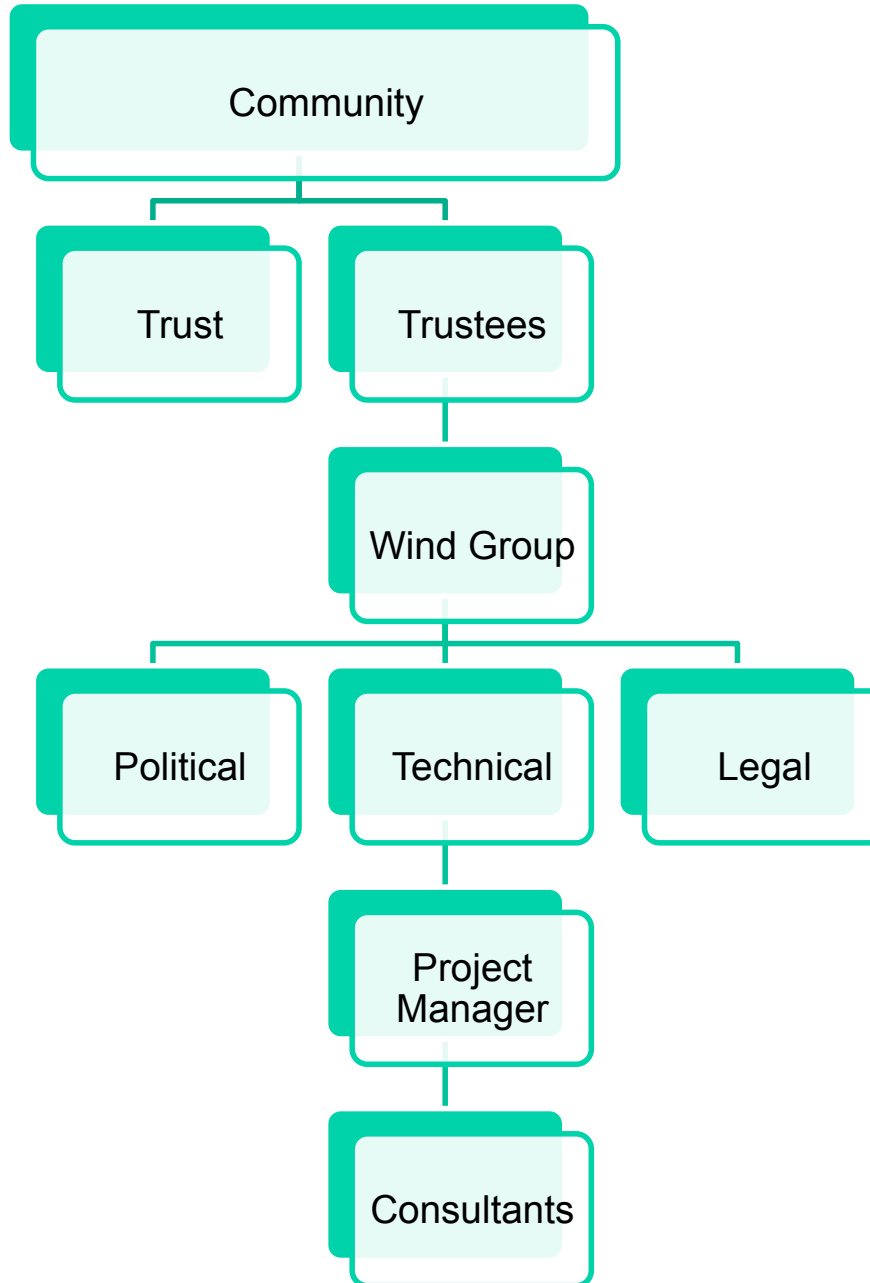 Community
Trust
Trustees
Wind Group
Political
Technical
Legal
Project
Manager
Consultants